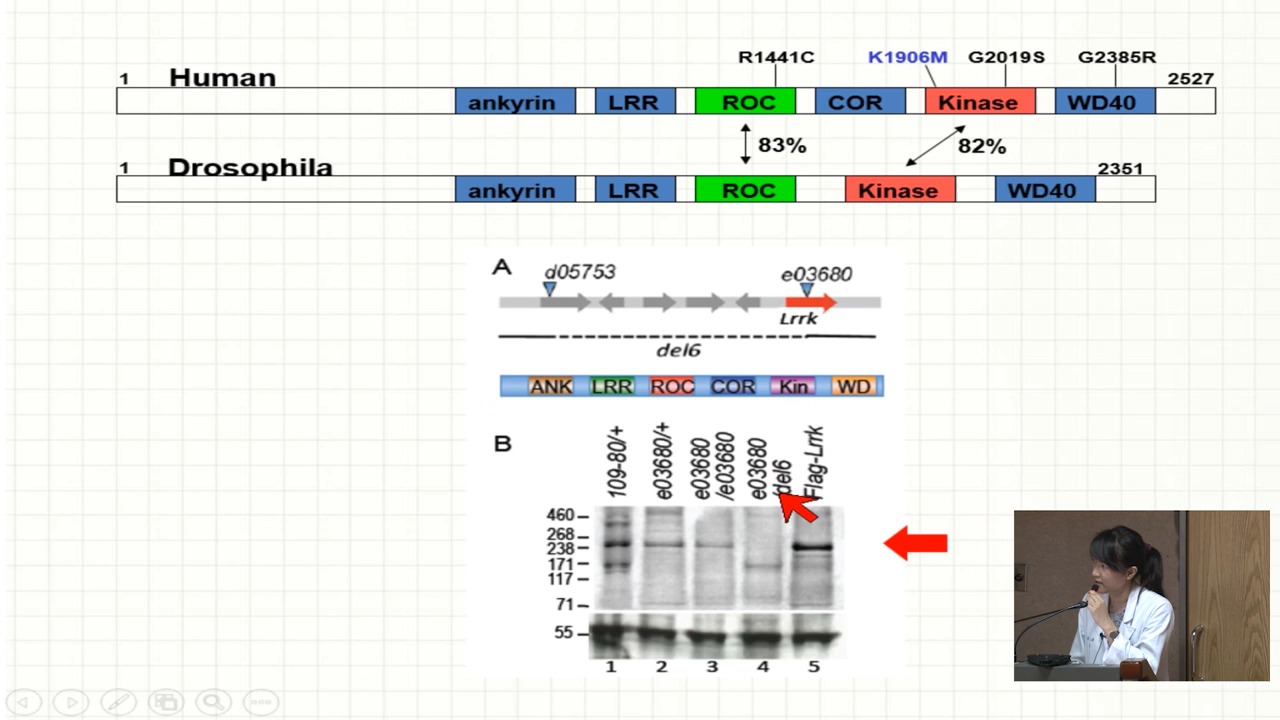 R1441C K1906M G2019S G2385R
1 Human 2527
ankyrin LRR ROC COR Kinase WD40
83% 82%
1 Drosophila 2351
ankyrin LRR ROC Kinase WD40
A
d05753 e03680
Lrrk
del6
ANK LRR ROC COR Kin WD
B
109-80/+
e03680/+
e03680
/e03680
e03680
/del6
Flag-Lrrk
460
268
238
171
117
71
55
1 2 3 4 5